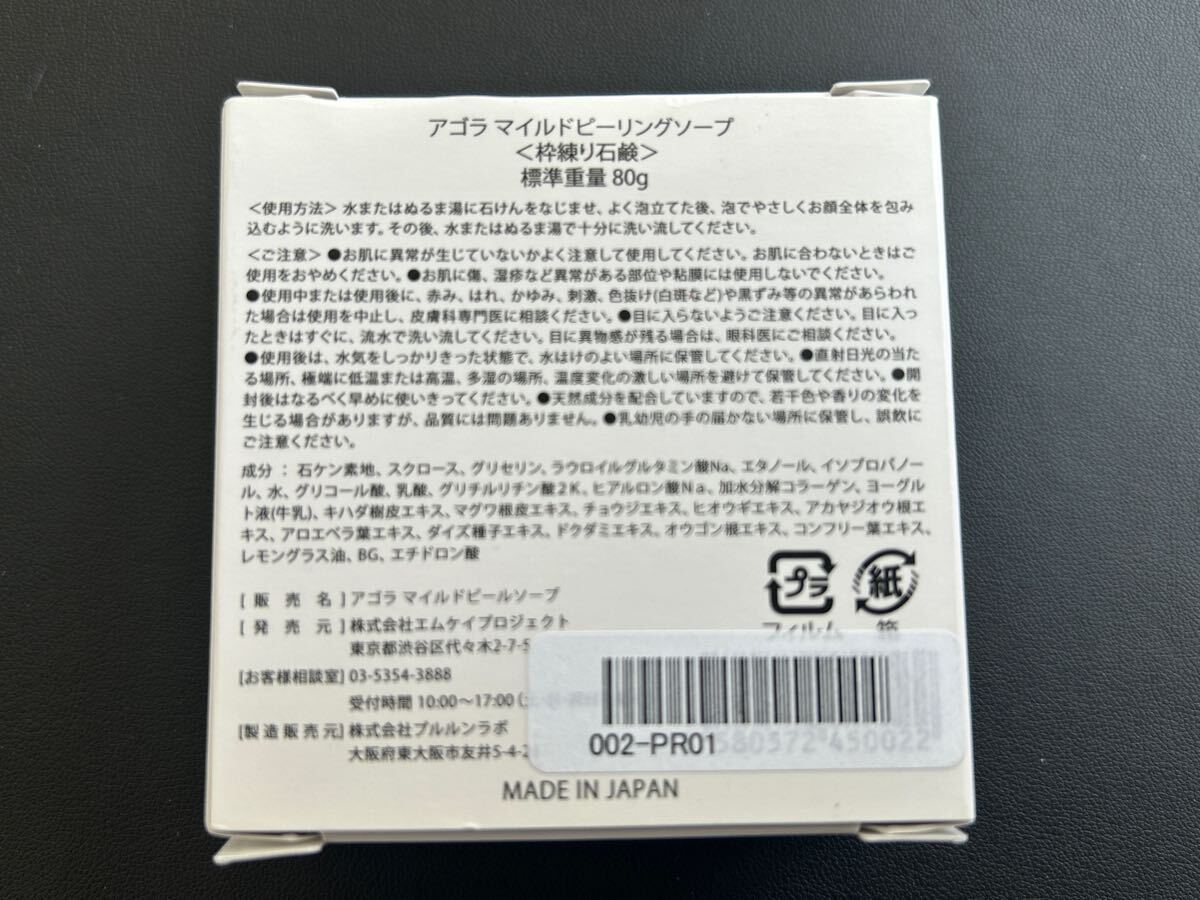 アゴラ マイルドピーリングソープ
＜枠練り石鹸＞
標準重量 80g
＜使用方法＞ 水またはぬるま湯に石けんをなじませ、よく泡立てた後、泡でやさしくお顔全体を包み
込むように洗います。その後、水またはぬるま湯で十分に洗い流してください。
＜ご注意＞ ●お肌に異常が生じていないかよく注意して使用してください。お肌に合わないときはご
使用をおやめください。●お肌に傷、湿疹など異常がある部位や粘膜には使用しないでください。
●使用中または使用後に、赤み、はれ、かゆみ、刺激、色抜け(白斑など)や黒ずみ等の異常があらわれ
た場合は使用を中止し、皮膚科専門医に相談ください。●目に入らないようご注意ください。目に入っ
たときはすぐに、流水で洗い流してください。目に異物感が残る場合は、眼科医にご相談ください。
●使用後は、水気をしっかりきった状態で、水はけのよい場所に保管してください。●直射日光の当た
る場所、極端に低温または高温、多湿の場所、温度変化の激しい場所を避けて保管してください。●開
封後はなるべく早めに使いきってください。●天然成分を配合していますので、若干色や香りの変化を
生じる場合がありますが、品質には問題ありません。●乳幼児の手の届かない場所に保管し、誤飲に
ご注意ください。
成分 ： 石ケン素地、スクロース、グリセリン、ラウロイルグルタミン酸Na、エタノール、イソプロパノー
ル、水、グリコール酸、乳酸、グリチルリチン酸2K、ヒアルロン酸Na、加水分解コラーゲン、ヨーグル
ト液(牛乳)、キハダ樹皮エキス、マグワ根皮エキス、チョウジエキス、ヒオウギエキス、アカヤジオウ根エ
キス、アロエベラ葉エキス、ダイズ種子エキス、ドクダミエキス、オウゴン根エキス、コンフリー葉エキス、
レモングラス油、BG、エチドロン酸
プラ 紙
フィルム 箱
[ 販 売 名 ] アゴラ マイルドピールソープ
[ 発 売 元 ] 株式会社エムケイプロジェクト
東京都渋谷区代々木2-7-5
[お客様相談室] 03-5354-3888
受付時間 10:00〜17:00
[製造販売元] 株式会社プルルンラボ
大阪府東大阪市友井5-4-2
002-PR01
580572 450022
MADE IN JAPAN